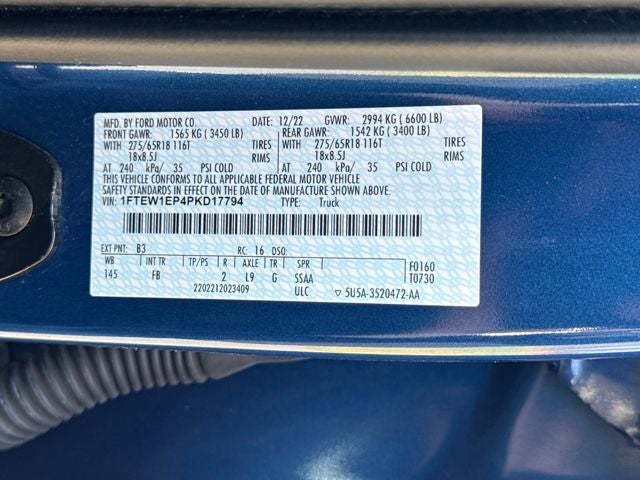 MFD. BY FORD MOTOR CO. DATE: 12/22 GVWR: 2994 KG ( 6600 LB)
FRONT GAWR: 1565 KG ( 3450 LB) REAR GAWR: 1542 KG ( 3400 LB)
WITH 275/65R18 116T TIRES WITH 275/65R18 116T TIRES
18x8.5J RIMS 18x8.5J RIMS
AT 240 kPa/ 35 PSI COLD AT 240 kPa/ 35 PSI COLD
THIS VEHICLE CONFORMS TO ALL APPLICABLE FEDERAL MOTOR VEHICLE
SAFETY STANDARDS IN EFFECT ON THE DATE OF MANUFACTURE SHOWN ABOVE.
VIN: 1FTEW1EP4PKD17794 TYPE: Truck
EXT PNT: B3 RC: 16 DSO:
WB INT TR TP/PS R AXLE TR SPR F0160
145 FB 2 L9 G SSAA T0730
2202212023409 ULC ▽ 5U5A-3520472-AA